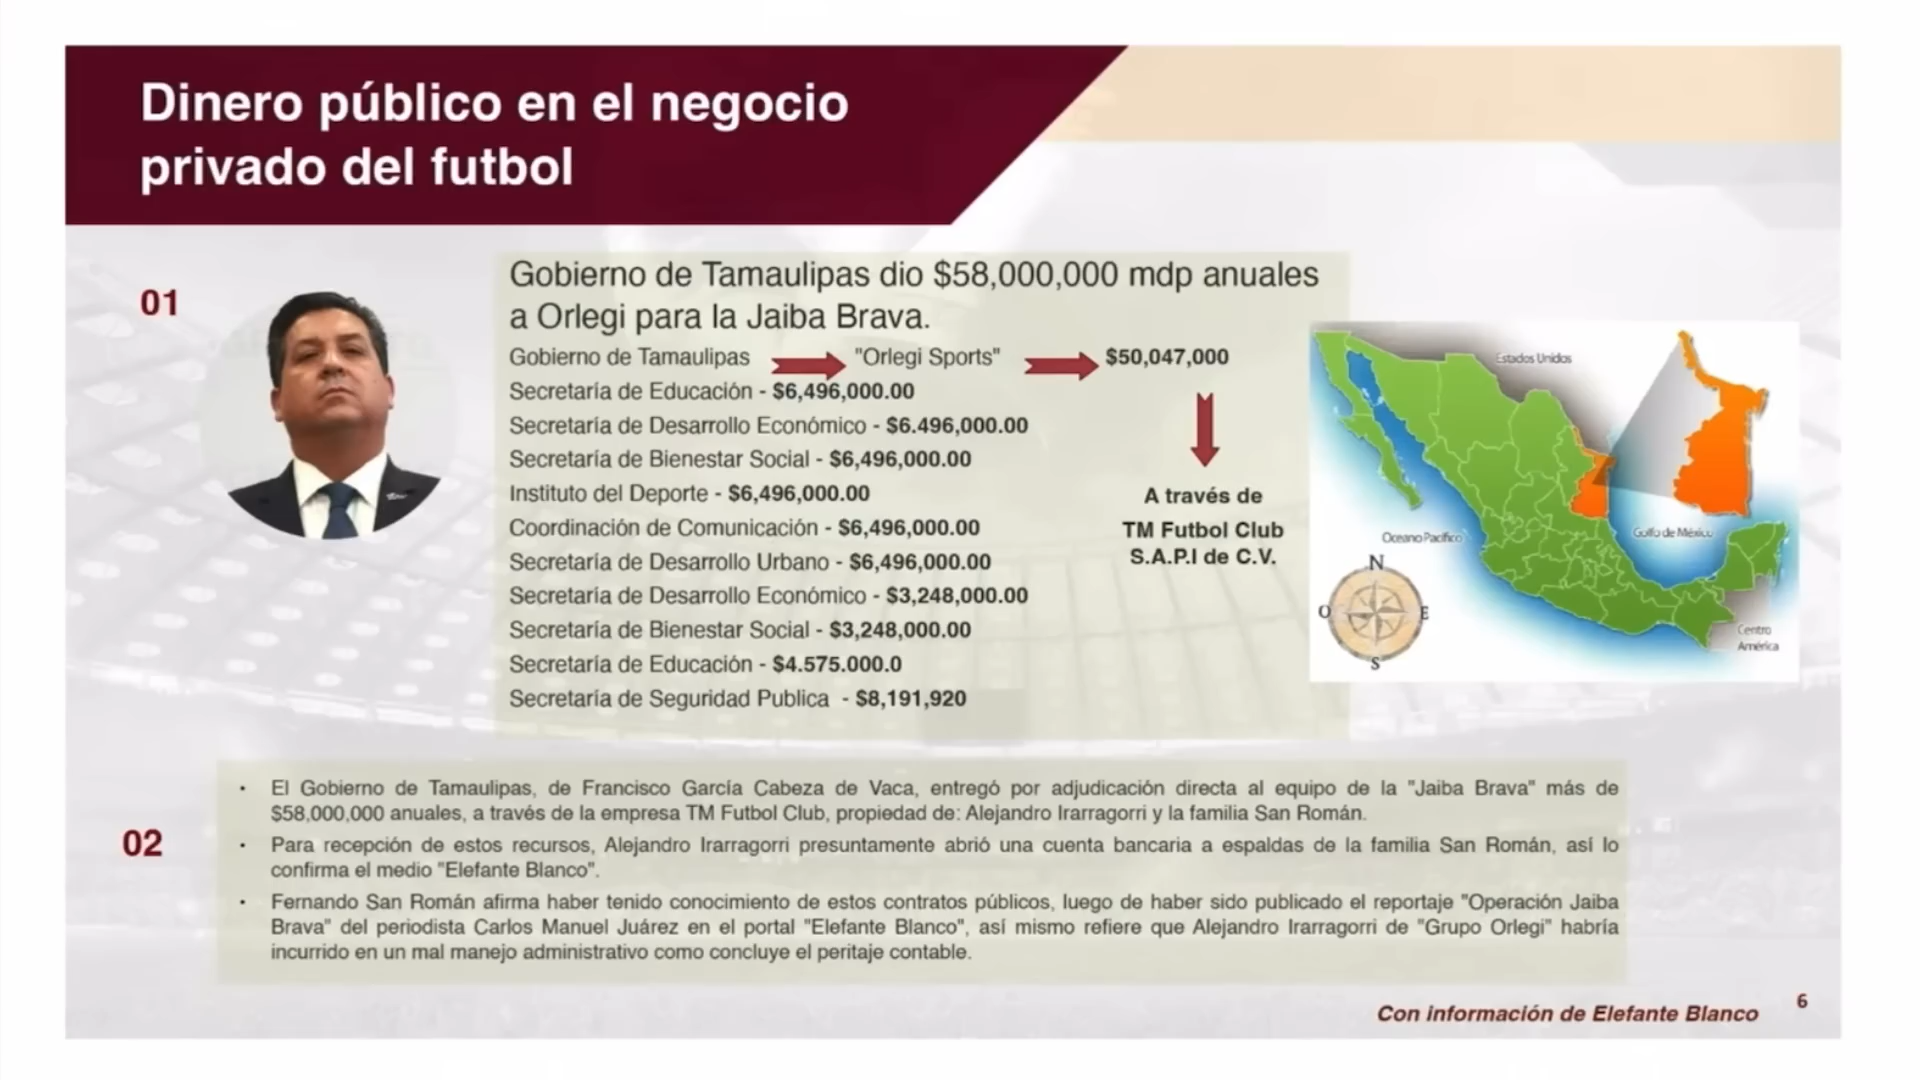 Dinero público en el negocio
privado del futbol
01
Gobierno de Tamaulipas dio $58,000,000 mdp anuales
a Orlegi para la Jaiba Brava.
Gobierno de Tamaulipas "Orlegi Sports" $50,047,000
Secretaría de Educación - $6,496,000.00
Secretaría de Desarrollo Económico - $6.496,000.00
Secretaría de Bienestar Social - $6,496,000.00
Instituto del Deporte - $6,496,000.00
Coordinación de Comunicación - $6,496,000.00
Secretaría de Desarrollo Urbano - $6,496,000.00
Secretaría de Desarrollo Económico - $3,248,000.00
Secretaría de Bienestar Social - $3,248,000.00
Secretaría de Educación - $4.575.000.0
Secretaría de Seguridad Publica - $8,191,920
A través de
TM Futbol Club
S.A.P.I de C.V.
Estados Unidos
Golfo de México
Oceano Pacífico
N
O
E
S
Centro
América
02
• El Gobierno de Tamaulipas, de Francisco García Cabeza de Vaca, entregó por adjudicación directa al equipo de la "Jaiba Brava" más de
$58,000,000 anuales, a través de la empresa TM Futbol Club, propiedad de: Alejandro Irarragorri y la familia San Román.
• Para recepción de estos recursos, Alejandro Irarragorri presuntamente abrió una cuenta bancaria a espaldas de la familia San Román, así lo
confirma el medio "Elefante Blanco".
• Fernando San Román afirma haber tenido conocimiento de estos contratos públicos, luego de haber sido publicado el reportaje "Operación Jaiba
Brava" del periodista Carlos Manuel Juárez en el portal "Elefante Blanco", así mismo refiere que Alejandro Irarragorri de "Grupo Orlegi" habría
incurrido en un mal manejo administrativo como concluye el peritaje contable.
Con información de Elefante Blanco
6